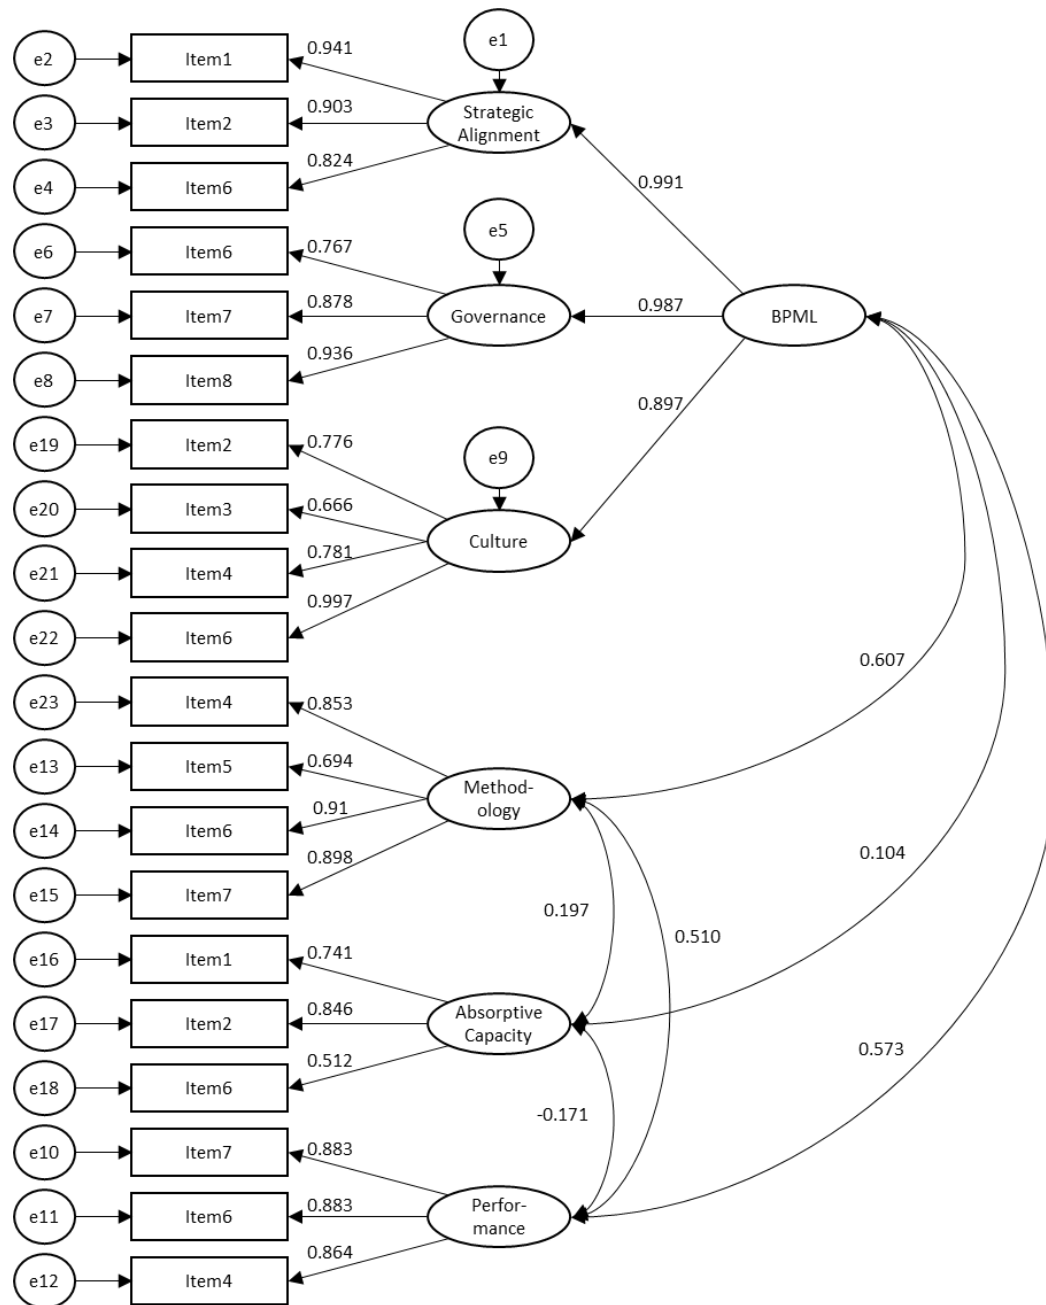 e1
e2
Item1
0.941
e3
Item2
0.903
Strategic
Alignment
e4
Item6
0.824
0.991
e5
e6
Item6
0.767
e7
Item7
0.878
Governance
0.987
BPML
e8
Item8
0.936
0.897
e19
Item2
0.776
e9
e20
Item3
0.666
Culture
e21
Item4
0.781
e22
Item6
0.997
0.607
e23
Item4
0.853
e13
Item5
0.694
Method-
ology
e14
Item6
0.91
e15
Item7
0.898
0.104
0.197
0.510
e16
Item1
0.741
e17
Item2
0.846
Absorptive
Capacity
0.573
e18
Item6
0.512
-0.171
e10
Item7
0.883
e11
Item6
0.883
Perfor-
mance
e12
Item4
0.864